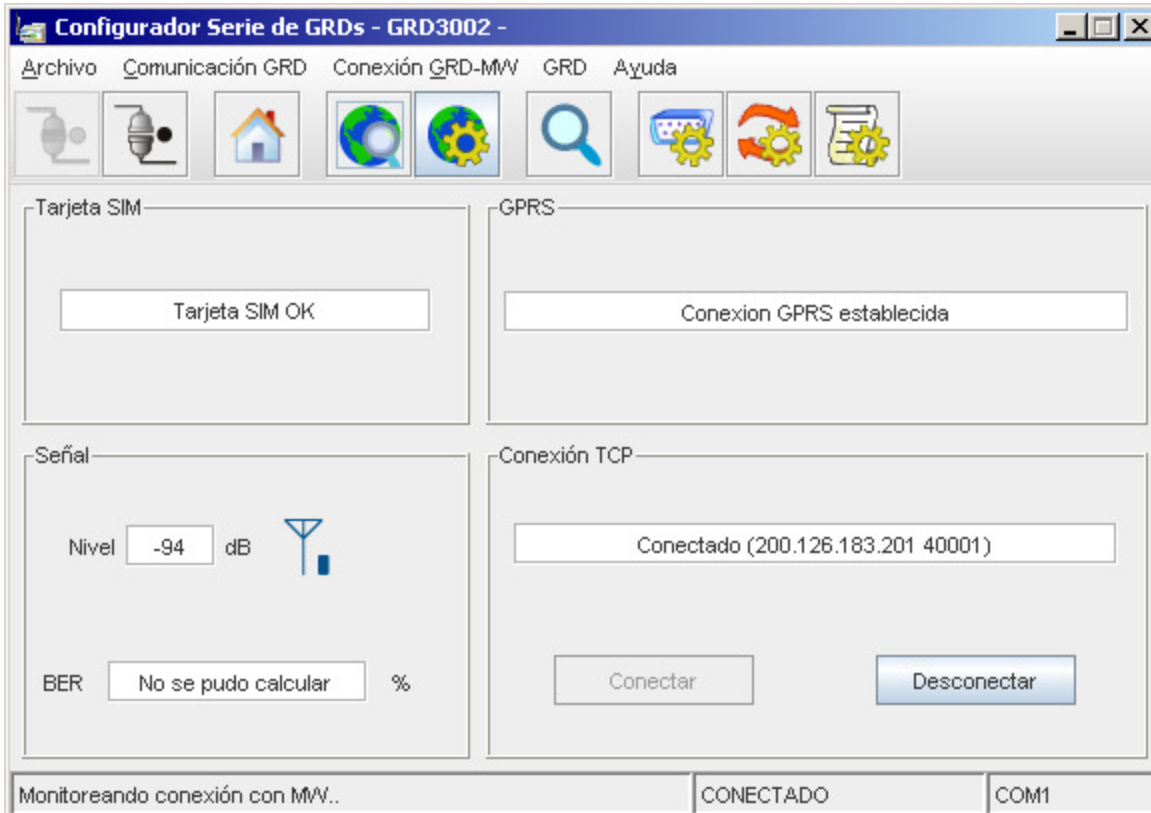 Configurador Serie de GRDs - GRD3002 -
Archivo Comunicación GRD Conexión GRD-MW GRD Ayuda
Tarjeta SIM
Tarjeta SIM OK
GPRS
Conexion GPRS establecida
Señal
Nivel -94 dB
BER No se pudo calcular %
Conexión TCP
Conectado (200.126.183.201 40001)
Conectar Desconectar
Monitoreando conexión con MW.. CONECTADO COM1